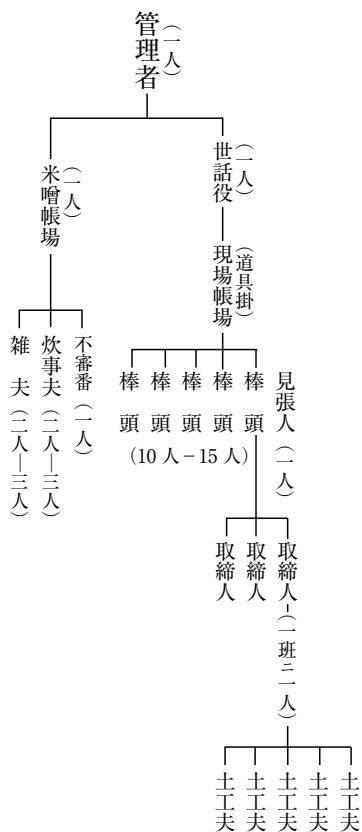 管理者
（一人）
世話役
（一人）
現場帳場
（道具掛）
見張人（一人）
棒頭
棒頭
棒頭
棒頭
棒頭
（10人－15人）
取締人（一班ニ一人）
取締人
取締人
土工夫
土工夫
土工夫
土工夫
土工夫
米噌帳場
（一人）
不審番（一人）
炊事夫（二人―三人）
雑夫（二人―三人）